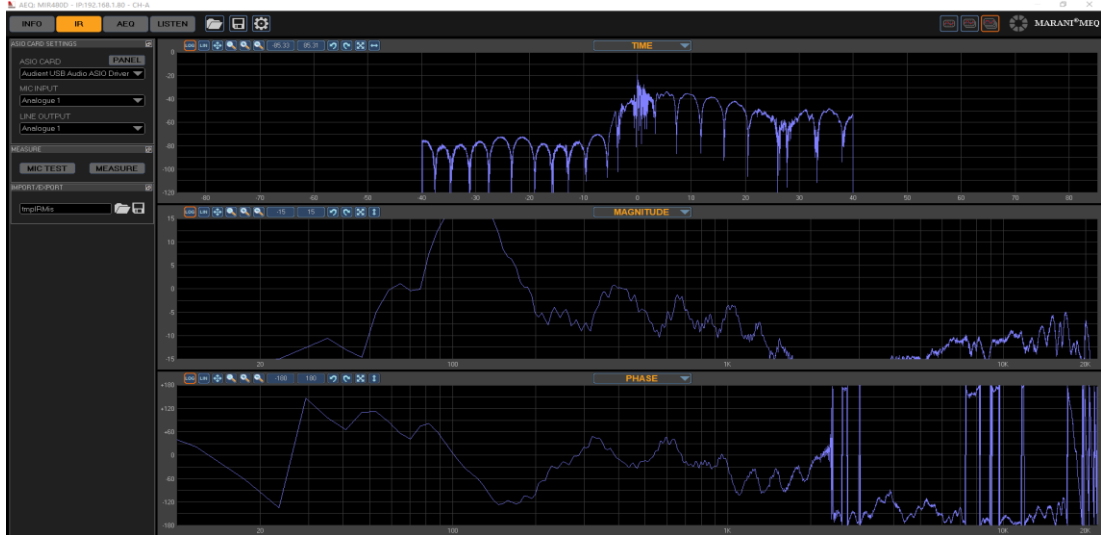 AEQ: MIR480D - IP:192.168.1.80 - CH-A
INFO IR AEQ LISTEN MARANI®MEQ
ASIO CARD SETTINGS
ASIO CARD PANEL
Audient USB Audio ASIO Driver
MIC INPUT
Analogue 1
LINE OUTPUT
Analogue 1
MEASURE
MIC TEST MEASURE
IMPORT/EXPORT
tmpIRMis
LOG LIN -85.33 85.31 TIME
0
-20
-40
-60
-80
-100
-120
-80 -70 -60 -50 -40 -30 -20 -10 0 10 20 30 40 50 60 70 80
LOG LIN -15 15 MAGNITUDE
15
10
5
0
-5
-10
-15
20 100 1K 10K 20K
LOG LIN -180 180 PHASE
+180
+120
+60
0
-60
-120
-180
20 100 1K 10K 20K